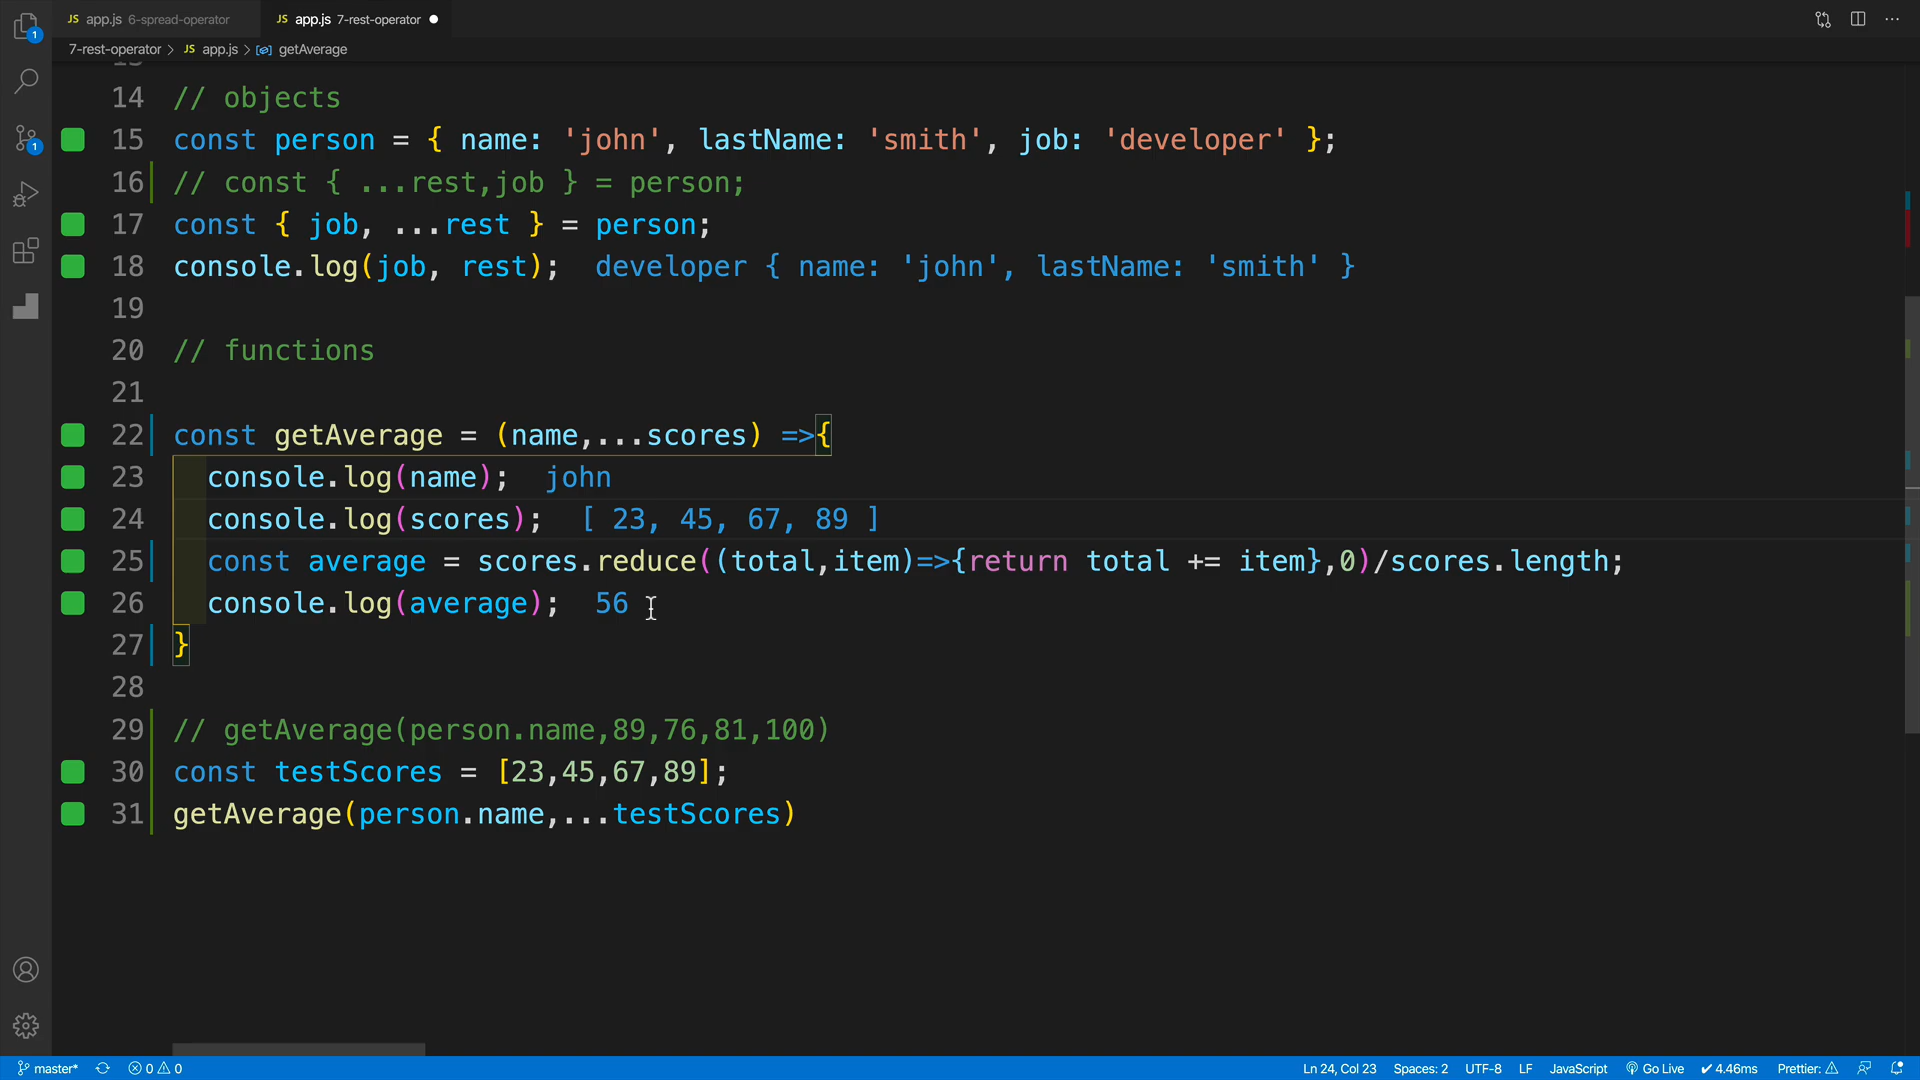 JS app.js 6-spread-operator
JS app.js 7-rest-operator
7-rest-operator > JS app.js > getAverage
1
1
13
14 // objects
15 const person = { name: 'john', lastName: 'smith', job: 'developer' };
16 // const { ...rest,job } = person;
17 const { job, ...rest } = person;
18 console.log(job, rest); developer { name: 'john', lastName: 'smith' }
19
20 // functions
21
22 const getAverage = (name,...scores) =>{
23 console.log(name); john
24 console.log(scores); [ 23, 45, 67, 89 ]
25 const average = scores.reduce((total,item)=>{return total += item},0)/scores.length;
26 console.log(average); 56
27 }
28
29 // getAverage(person.name,89,76,81,100)
30 const testScores = [23,45,67,89];
31 getAverage(person.name,...testScores)
master* 0 0 Ln 24, Col 23 Spaces: 2 UTF-8 LF JavaScript Go Live ✓ 4.46ms Prettier: